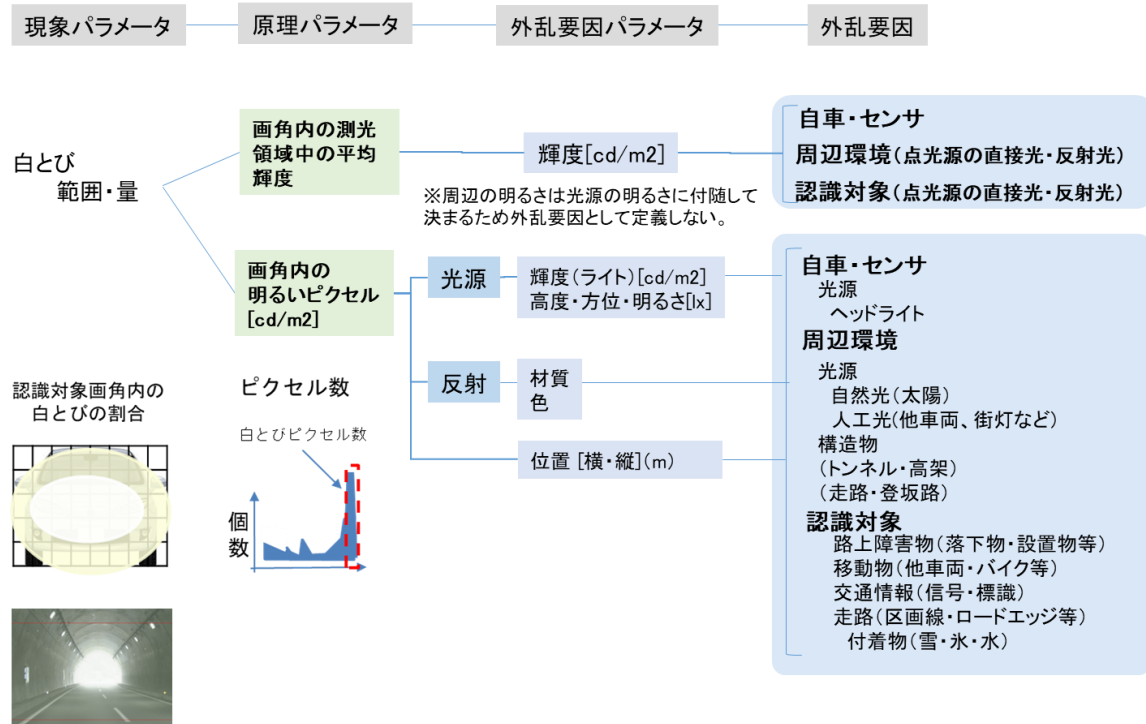 現象パラメータ
原理パラメータ
外乱要因パラメータ
外乱要因
白とび
範囲・量
画角内の測光
領域中の平均
輝度
輝度[cd/m2]
※周辺の明るさは光源の明るさに付随して
決まるため外乱要因として定義しない。
自車・センサ
周辺環境(点光源の直接光・反射光)
認識対象(点光源の直接光・反射光)
画角内の
明るいピクセル
[cd/m2]
光源
輝度(ライト)[cd/m2]
高度・方位・明るさ[lx]
反射
材質
色
位置 [横・縦](m)
自車・センサ
光源
ヘッドライト
周辺環境
光源
自然光(太陽)
人工光(他車両、街灯など)
構造物
(トンネル・高架)
(走路・登坂路)
認識対象
路上障害物(落下物・設置物等)
移動物(他車両・バイク等)
交通情報(信号・標識)
走路(区画線・ロードエッジ等)
付着物(雪・氷・水)
認識対象画角内の
白とびの割合
ピクセル数
白とびピクセル数
個
数